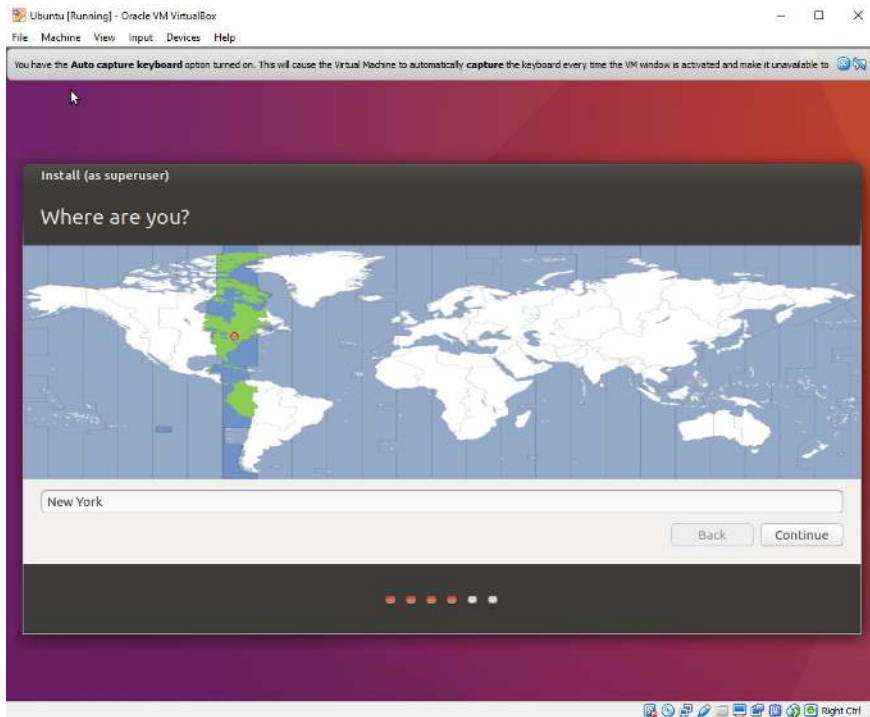 Ubuntu [Running] - Oracle VM VirtualBox
File Machine View Input Devices Help
You have the Auto capture keyboard option turned on. This will cause the Virtual Machine to automatically capture the keyboard every time the VM window is activated and make it unavailable to
Install (as superuser)
Where are you?
New York
Back Continue
Right Ctrl